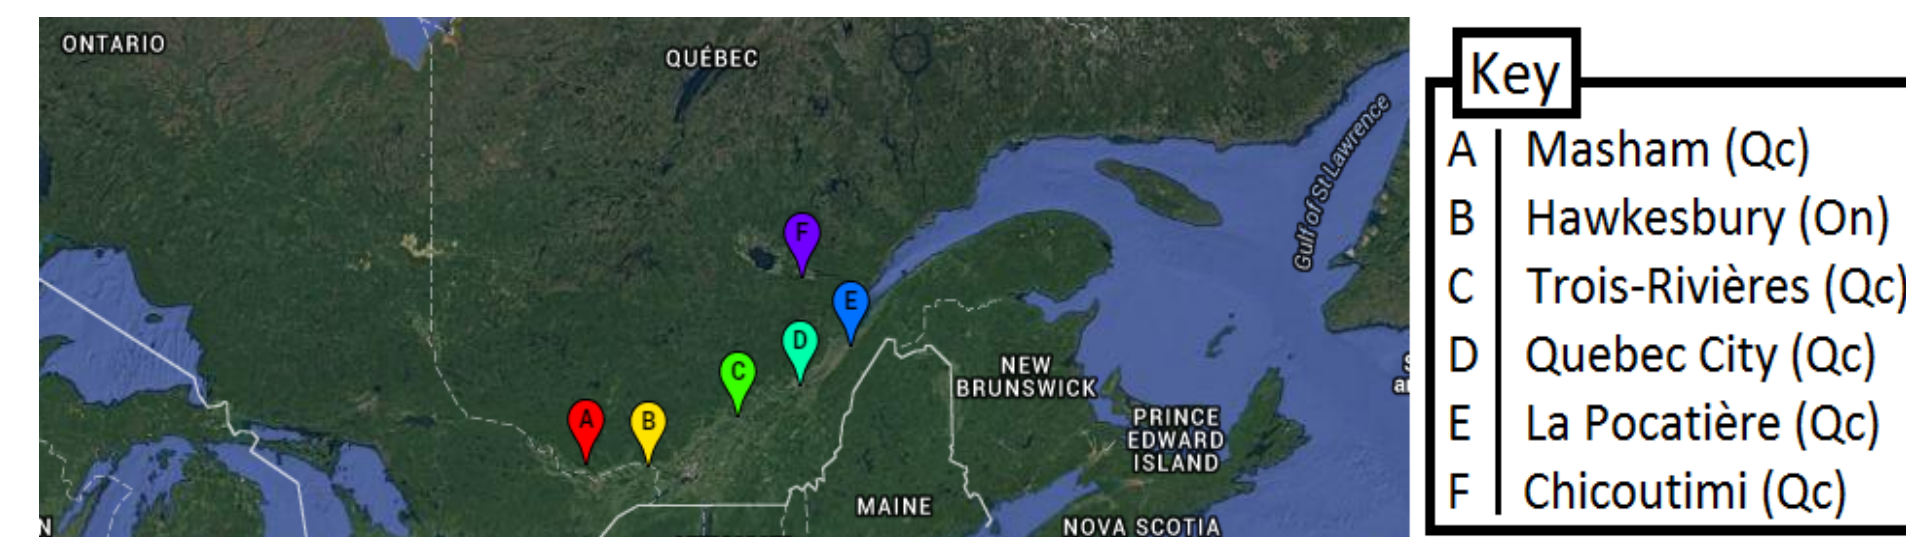 ONTARIO
QUÉBEC
Gulf of St Lawrence
F
E
D
C
A
B
NEW
BRUNSWICK
PRINCE
EDWARD
ISLAND
MAINE
NOVA SCOTIA
Key
A Masham (Qc)
B Hawkesbury (On)
C Trois-Rivières (Qc)
D Quebec City (Qc)
E La Pocatière (Qc)
F Chicoutimi (Qc)